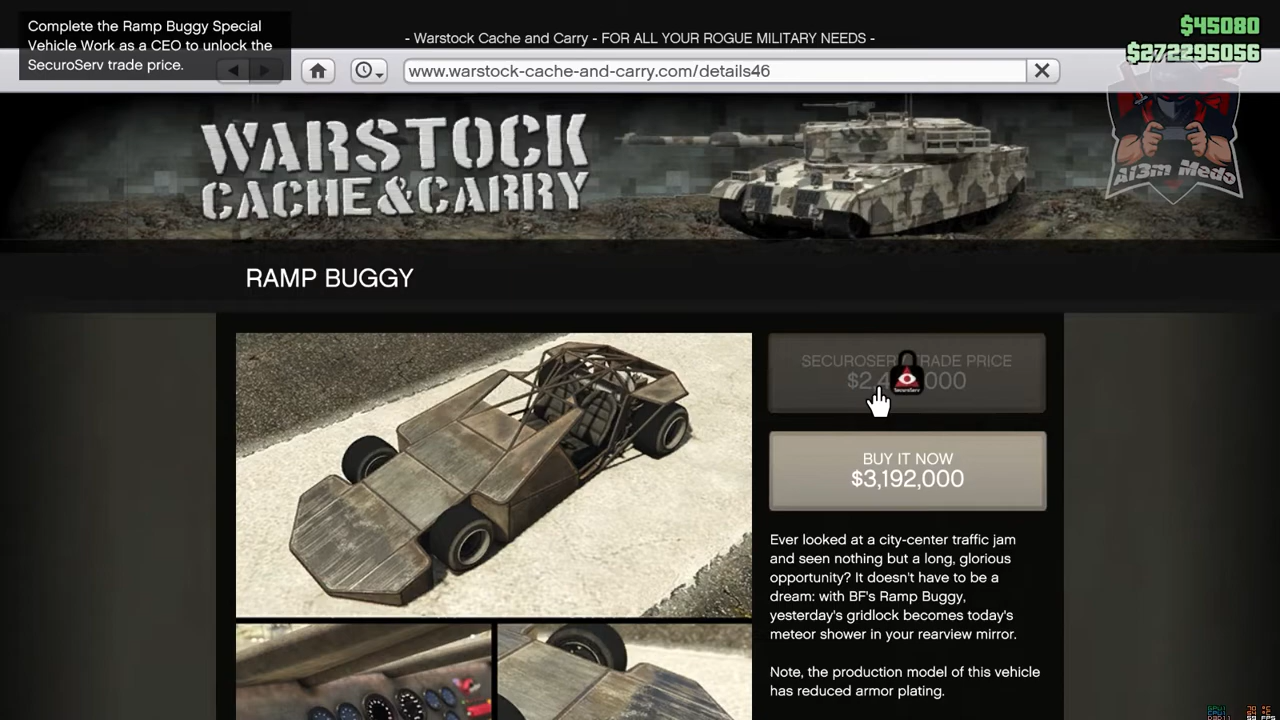 Complete the Ramp Buggy Special
Vehicle Work as a CEO to unlock the
SecuroServ trade price.
- Warstock Cache and Carry - FOR ALL YOUR ROGUE MILITARY NEEDS -
$45080
$272295056
www.warstock-cache-and-carry.com/details46
WARSTOCK
CACHE&CARRY
Al3m Medo
RAMP BUGGY
TRADE PRICE
BUY IT NOW
$3,192,000
Ever looked at a city-center traffic jam
and seen nothing but a long, glorious
opportunity? It doesn't have to be a
dream: with BF's Ramp Buggy,
yesterday's gridlock becomes today's
meteor shower in your rearview mirror.
Note, the production model of this vehicle
has reduced armor plating.